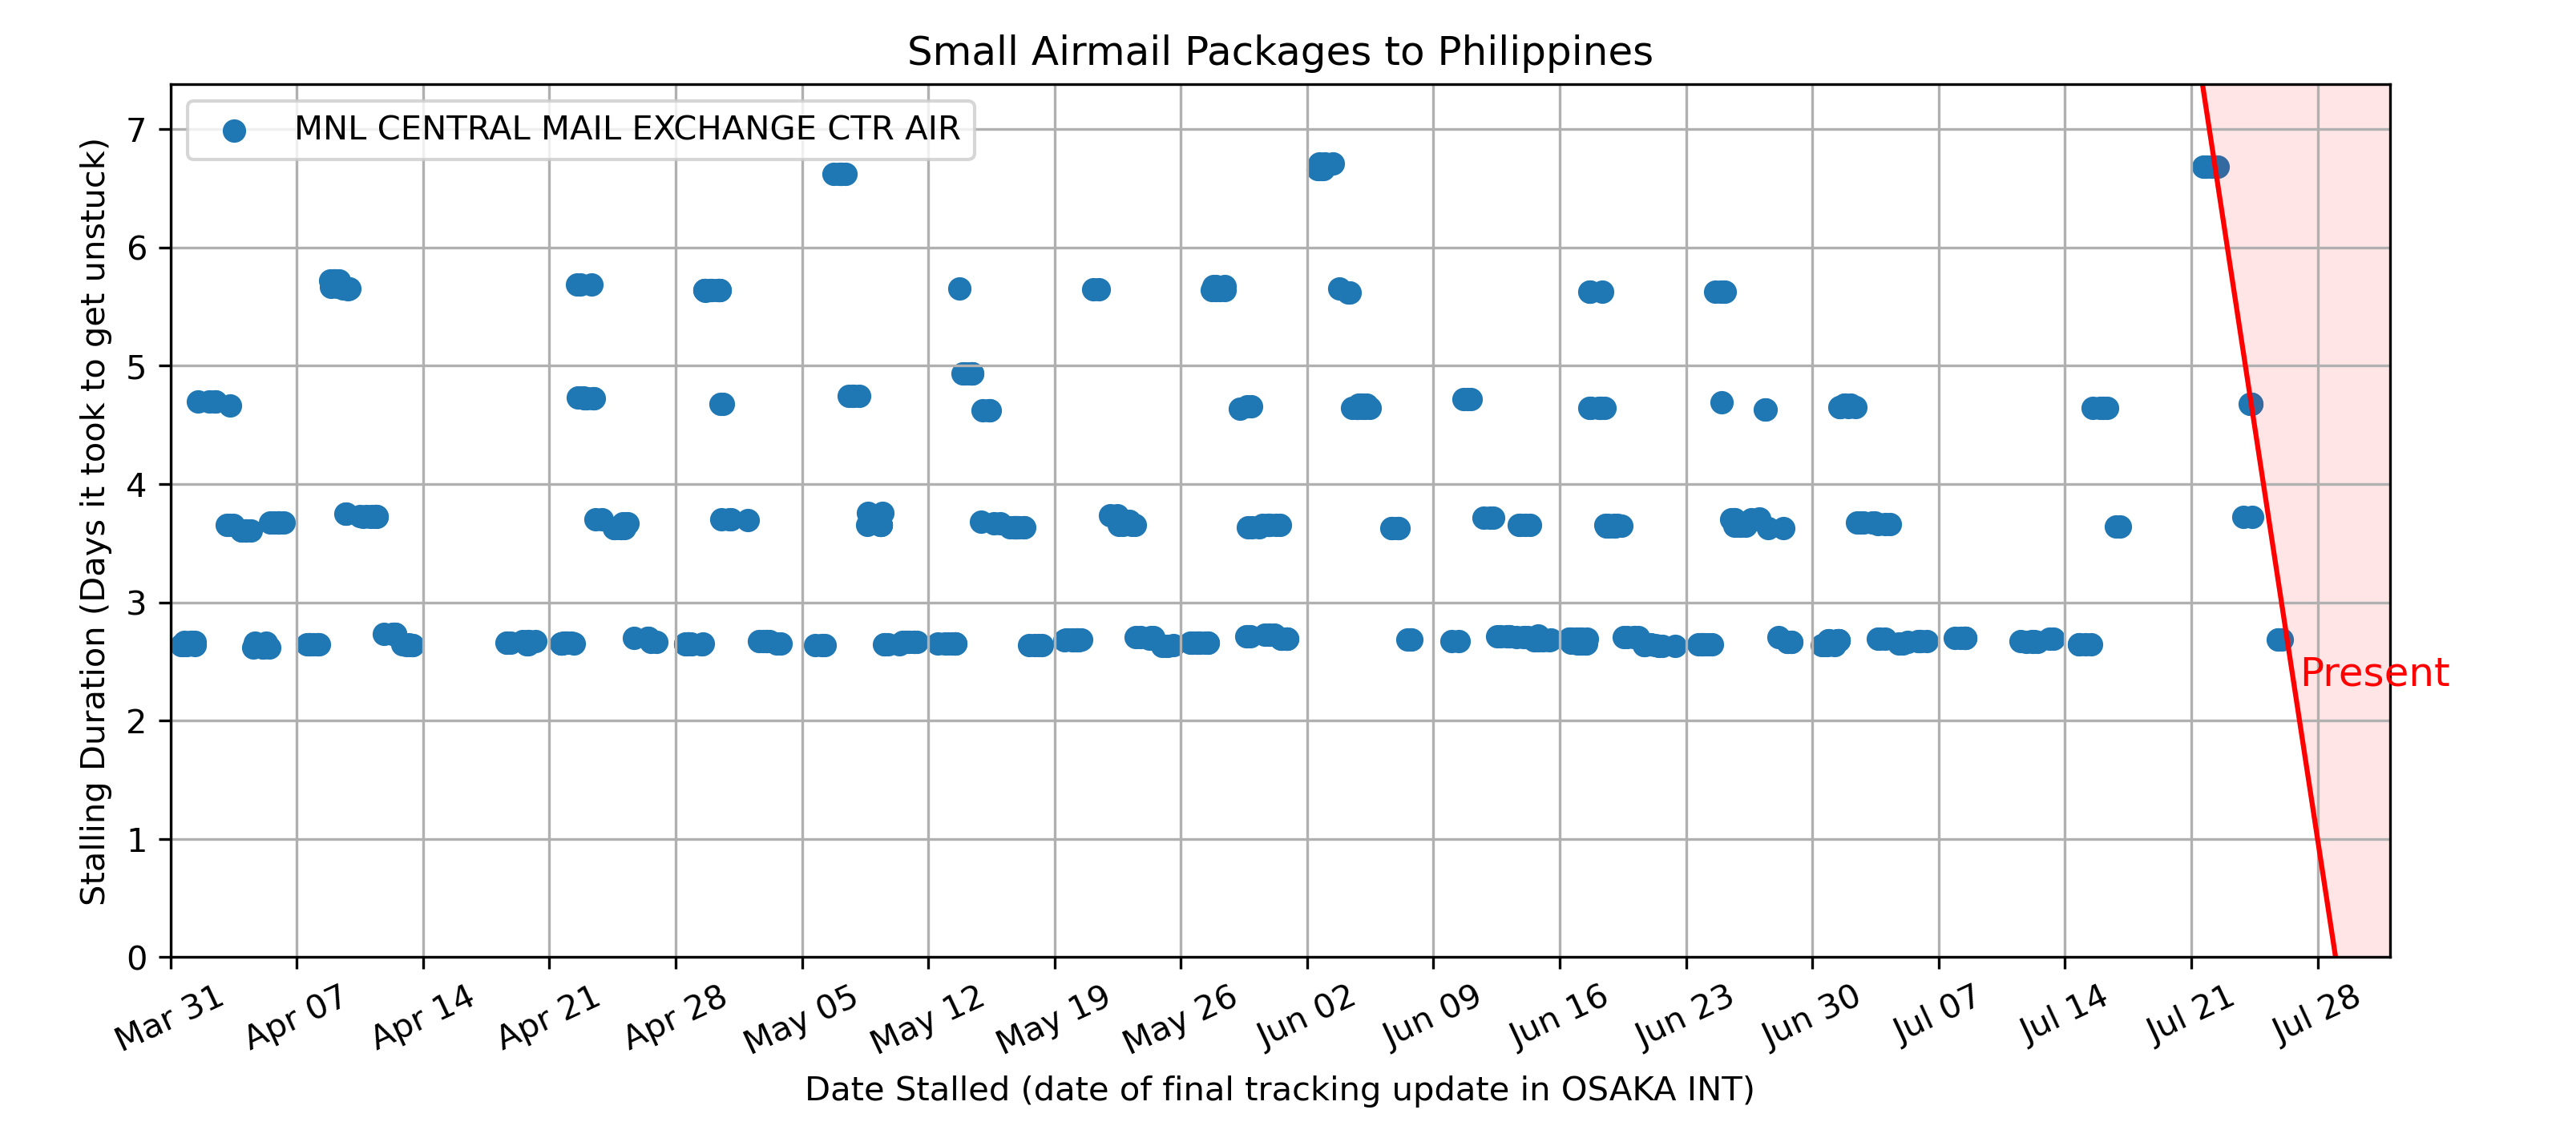 Small Airmail Packages to Philippines
MNL CENTRAL MAIL EXCHANGE CTR AIR
Stalling Duration (Days it took to get unstuck)
7
6
5
4
3
2
1
0
Present
Mar 31
Apr 07
Apr 14
Apr 21
Apr 28
May 05
May 12
May 19
May 26
Jun 02
Jun 09
Jun 16
Jun 23
Jun 30
Jul 07
Jul 14
Jul 21
Jul 28
Date Stalled (date of final tracking update in OSAKA INT)